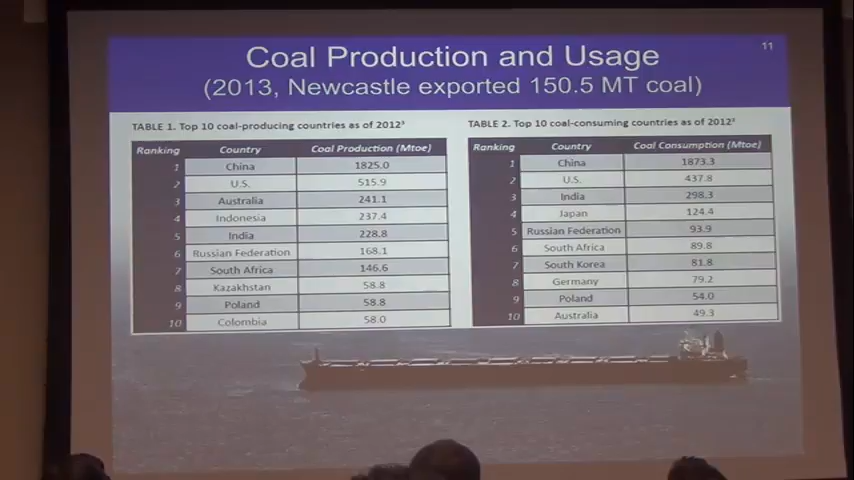 11
Coal Production and Usage
(2013, Newcastle exported 150.5 MT coal)
TABLE 1. Top 10 coal-producing countries as of 2012³
Ranking Country Coal Production (Mtoe)
1 China 1825.0
2 U.S. 515.9
3 Australia 241.1
4 Indonesia 237.4
5 India 228.8
6 Russian Federation 168.1
7 South Africa 146.6
8 Kazakhstan 58.8
9 Poland 58.8
10 Colombia 58.0
TABLE 2. Top 10 coal-consuming countries as of 2012³
Ranking Country Coal Consumption (Mtoe)
1 China 1873.3
2 U.S. 437.8
3 India 298.3
4 Japan 124.4
5 Russian Federation 93.9
6 South Africa 89.8
7 South Korea 81.8
8 Germany 79.2
9 Poland 54.0
10 Australia 49.3